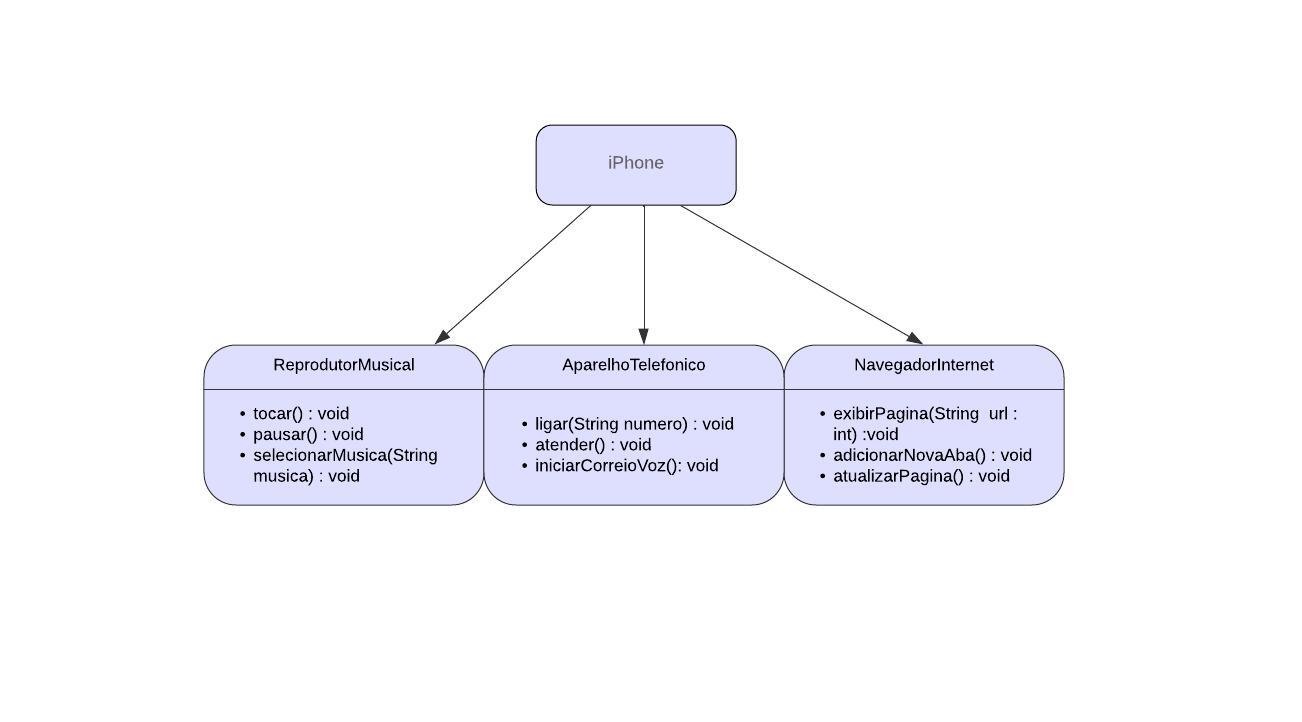 iPhone
ReprodutorMusical
• tocar() : void
• pausar() : void
• selecionarMusica(String
musica) : void
AparelhoTelefonico
• ligar(String numero) : void
• atender() : void
• iniciarCorreioVoz(): void
NavegadorInternet
• exibirPagina(String  url :
int) :void
• adicionarNovaAba() : void
• atualizarPagina() : void